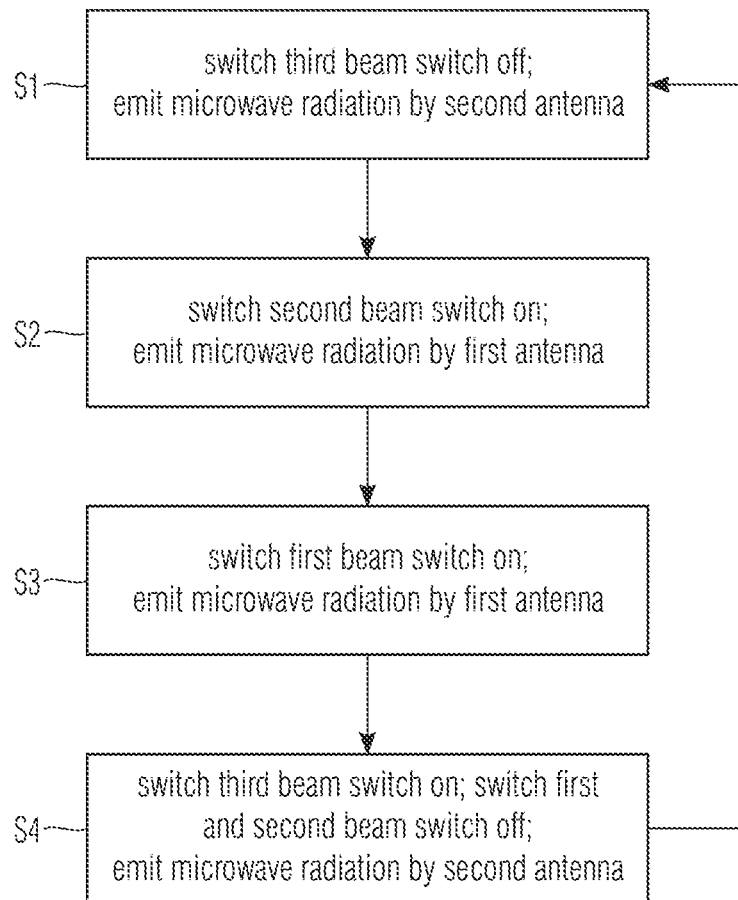 S1
switch third beam switch off;
emit microwave radiation by second antenna
S2
switch second beam switch on;
emit microwave radiation by first antenna
S3
switch first beam switch on;
emit microwave radiation by first antenna
S4
switch third beam switch on; switch first
and second beam switch off;
emit microwave radiation by second antenna